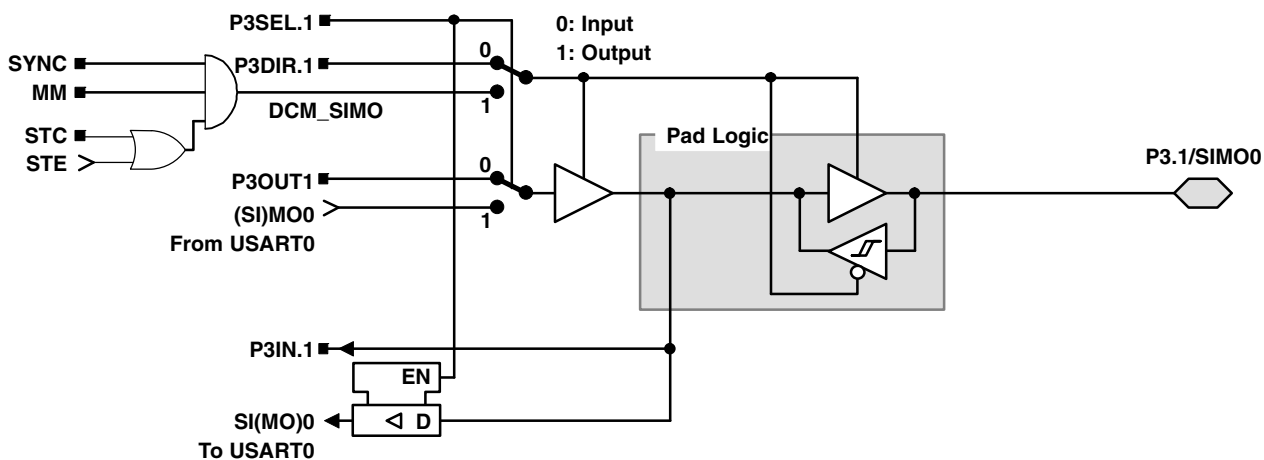 P3SEL.1
0: Input
1: Output
SYNC
P3DIR.1
0
MM
1
DCM_SIMO
STC
STE
Pad Logic
P3.1/SIMO0
0
P3OUT1
(SI)MO0
1
From USART0
P3IN.1
EN
SI(MO)0
D
To USART0